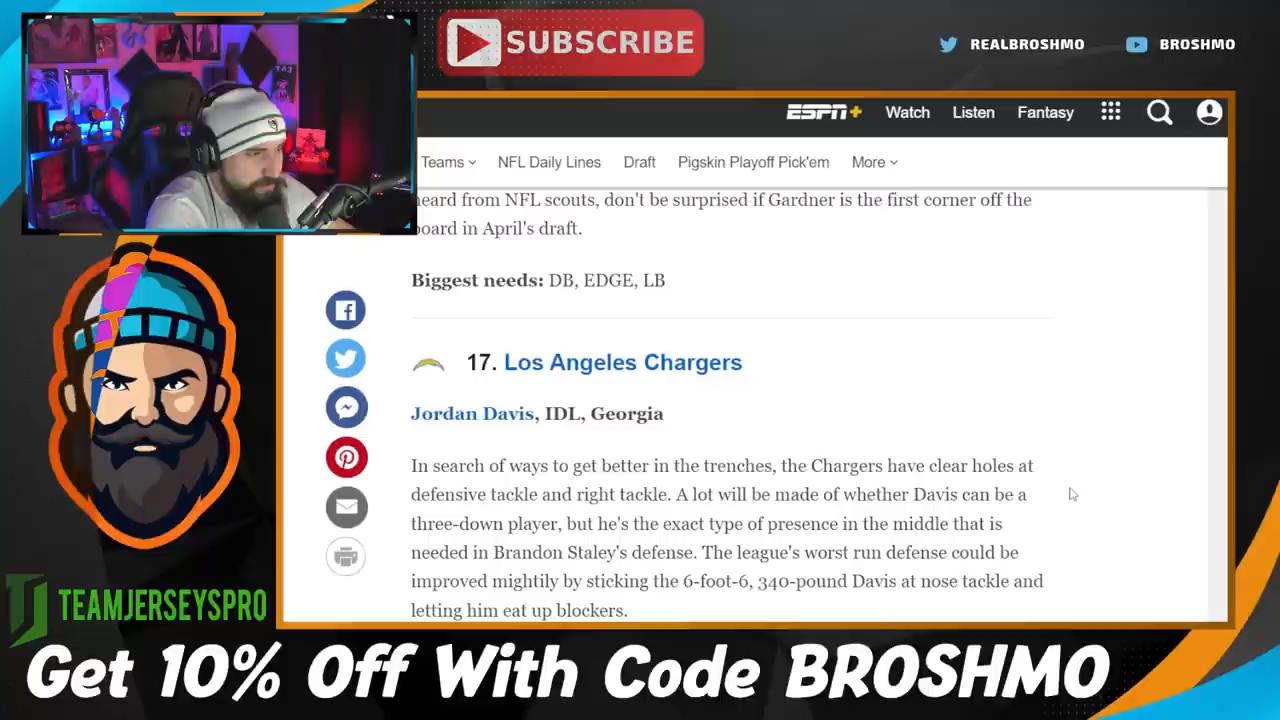 SUBSCRIBE
REALBROSHMO
BROSHMO
ESPN+
Watch
Listen
Fantasy
Teams
NFL Daily Lines
Draft
Pigskin Playoff Pick'em
More
heard from NFL scouts, don't be surprised if Gardner is the first corner off the
board in April's draft.
Biggest needs: DB, EDGE, LB
17. Los Angeles Chargers
Jordan Davis, IDL, Georgia
In search of ways to get better in the trenches, the Chargers have clear holes at
defensive tackle and right tackle. A lot will be made of whether Davis can be a
three-down player, but he's the exact type of presence in the middle that is
needed in Brandon Staley's defense. The league's worst run defense could be
improved mightily by sticking the 6-foot-6, 340-pound Davis at nose tackle and
letting him eat up blockers.
TJ TEAMJERSEYSPRO
Get 10% Off With Code BROSHMO